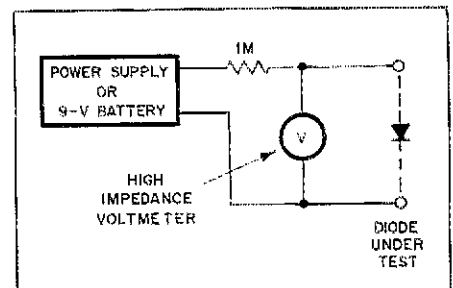 1M
POWER SUPPLY
OR
9-V BATTERY
V
HIGH
IMPEDANCE
VOLTMETER
DIODE
UNDER
TEST